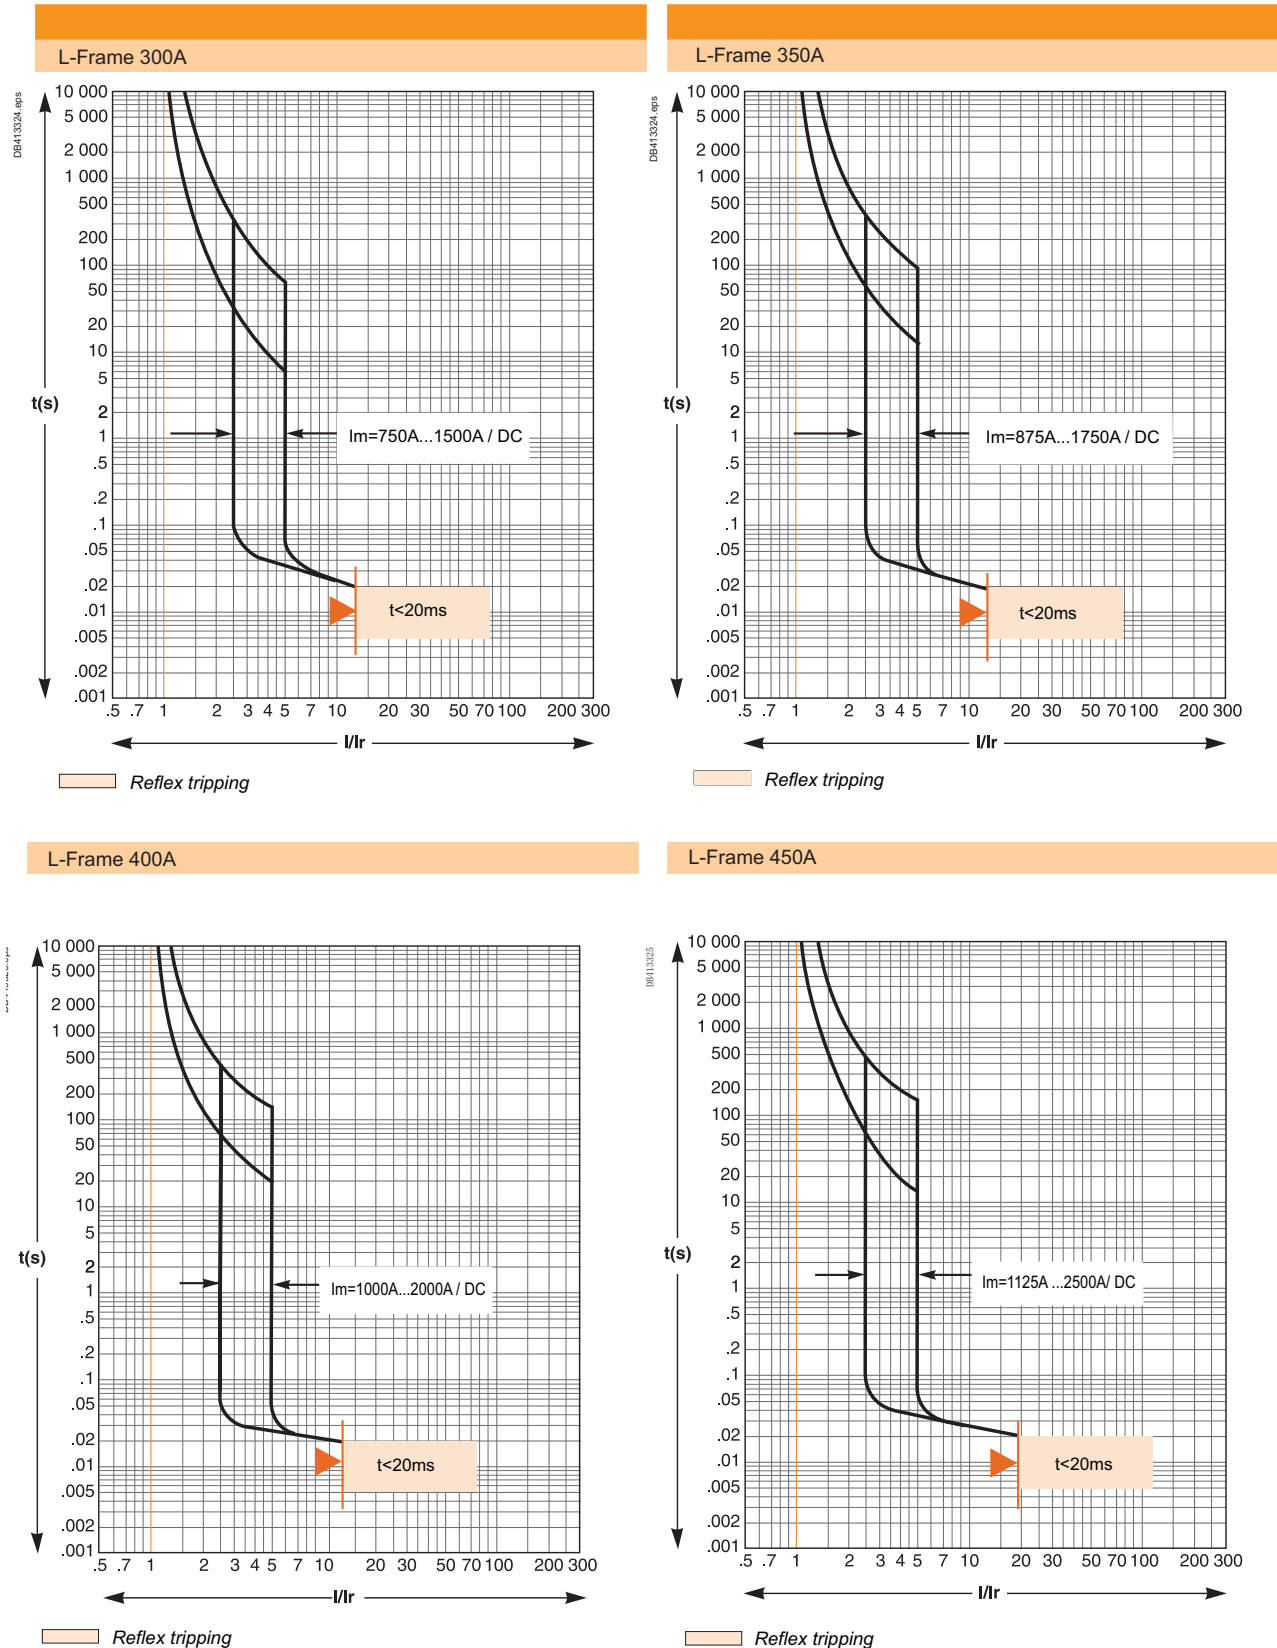 L-Frame 300A
DB413324.eps
10 000
5 000
2 000
1 000
500
200
100
50
20
10
5
2
1
.5
.2
.1
.05
.02
.01
.005
.002
.001
t(s)
Im=750A...1500A / DC
t<20ms
.5 .7 1 2 3 4 5 7 10 20 30 50 70 100 200 300
I/Ir
Reflex tripping
L-Frame 350A
DB413324.eps
10 000
5 000
2 000
1 000
500
200
100
50
20
10
5
2
1
.5
.2
.1
.05
.02
.01
.005
.002
.001
t(s)
Im=875A...1750A / DC
t<20ms
.5 .7 1 2 3 4 5 7 10 20 30 50 70 100 200 300
I/Ir
Reflex tripping
L-Frame 400A
10 000
5 000
2 000
1 000
500
200
100
50
20
10
5
2
1
.5
.2
.1
.05
.02
.01
.005
.002
.001
t(s)
Im=1000A...2000A / DC
t<20ms
.5 .7 1 2 3 4 5 7 10 20 30 50 70 100 200 300
I/Ir
Reflex tripping
L-Frame 450A
DB413325
10 000
5 000
2 000
1 000
500
200
100
50
20
10
5
2
1
.5
.2
.1
.05
.02
.01
.005
.002
.001
t(s)
Im=1125A ...2500A/ DC
t<20ms
.5 .7 1 2 3 4 5 7 10 20 30 50 70 100 200 300
I/Ir
Reflex tripping